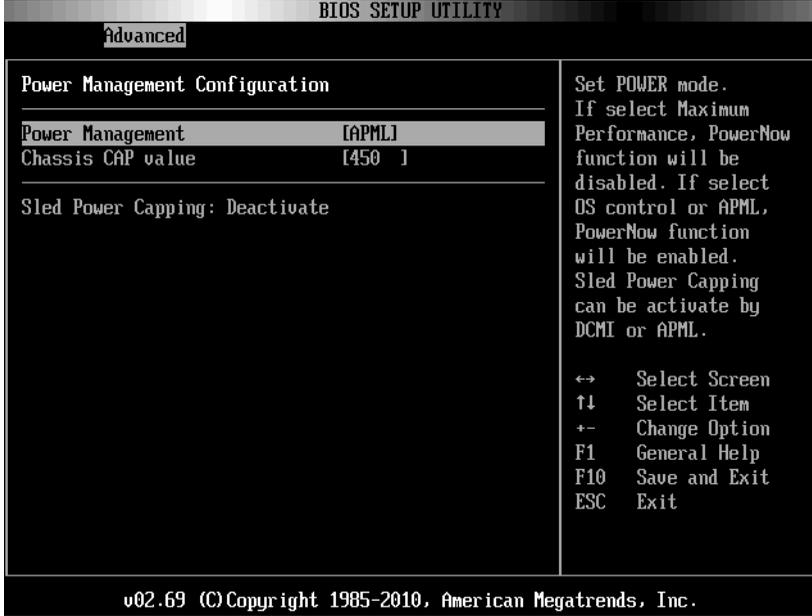 BIOS SETUP UTILITY
Advanced
Power Management Configuration
Power Management [APML]
Chassis CAP value [450 ]
Sled Power Capping: Deactivate
Set POWER mode.
If select Maximum
Performance, PowerNow
function will be
disabled. If select
OS control or APML,
PowerNow function
will be enabled.
Sled Power Capping
can be activate by
DCMI or APML.
↔ Select Screen
↑↓ Select Item
+- Change Option
F1 General Help
F10 Save and Exit
ESC Exit
v02.69 (C)Copyright 1985-2010, American Megatrends, Inc.